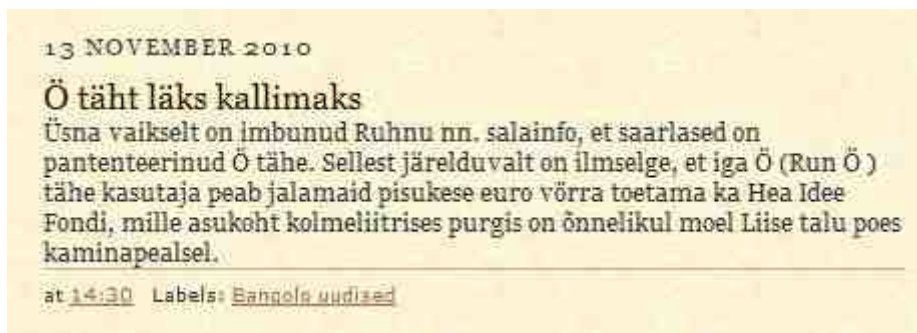 13 NOVEMBER 2010
Ö täht läks kallimaks
Üsna vaikselt on imbunud Ruhnu nn. salainfo, et saarlased on
pantenteerinud Ö tähe. Sellest järelduvalt on ilmselge, et iga Ö (Run Ö )
tähe kasutaja peab jalamaid pisukese euro võrra toetama ka Hea Idee
Fondi, mille asukoht kolmeliitrises purgis on õnnelikul moel Liise talu poes
kaminapealsel.
at 14:30 Labels: Bangolo uudised